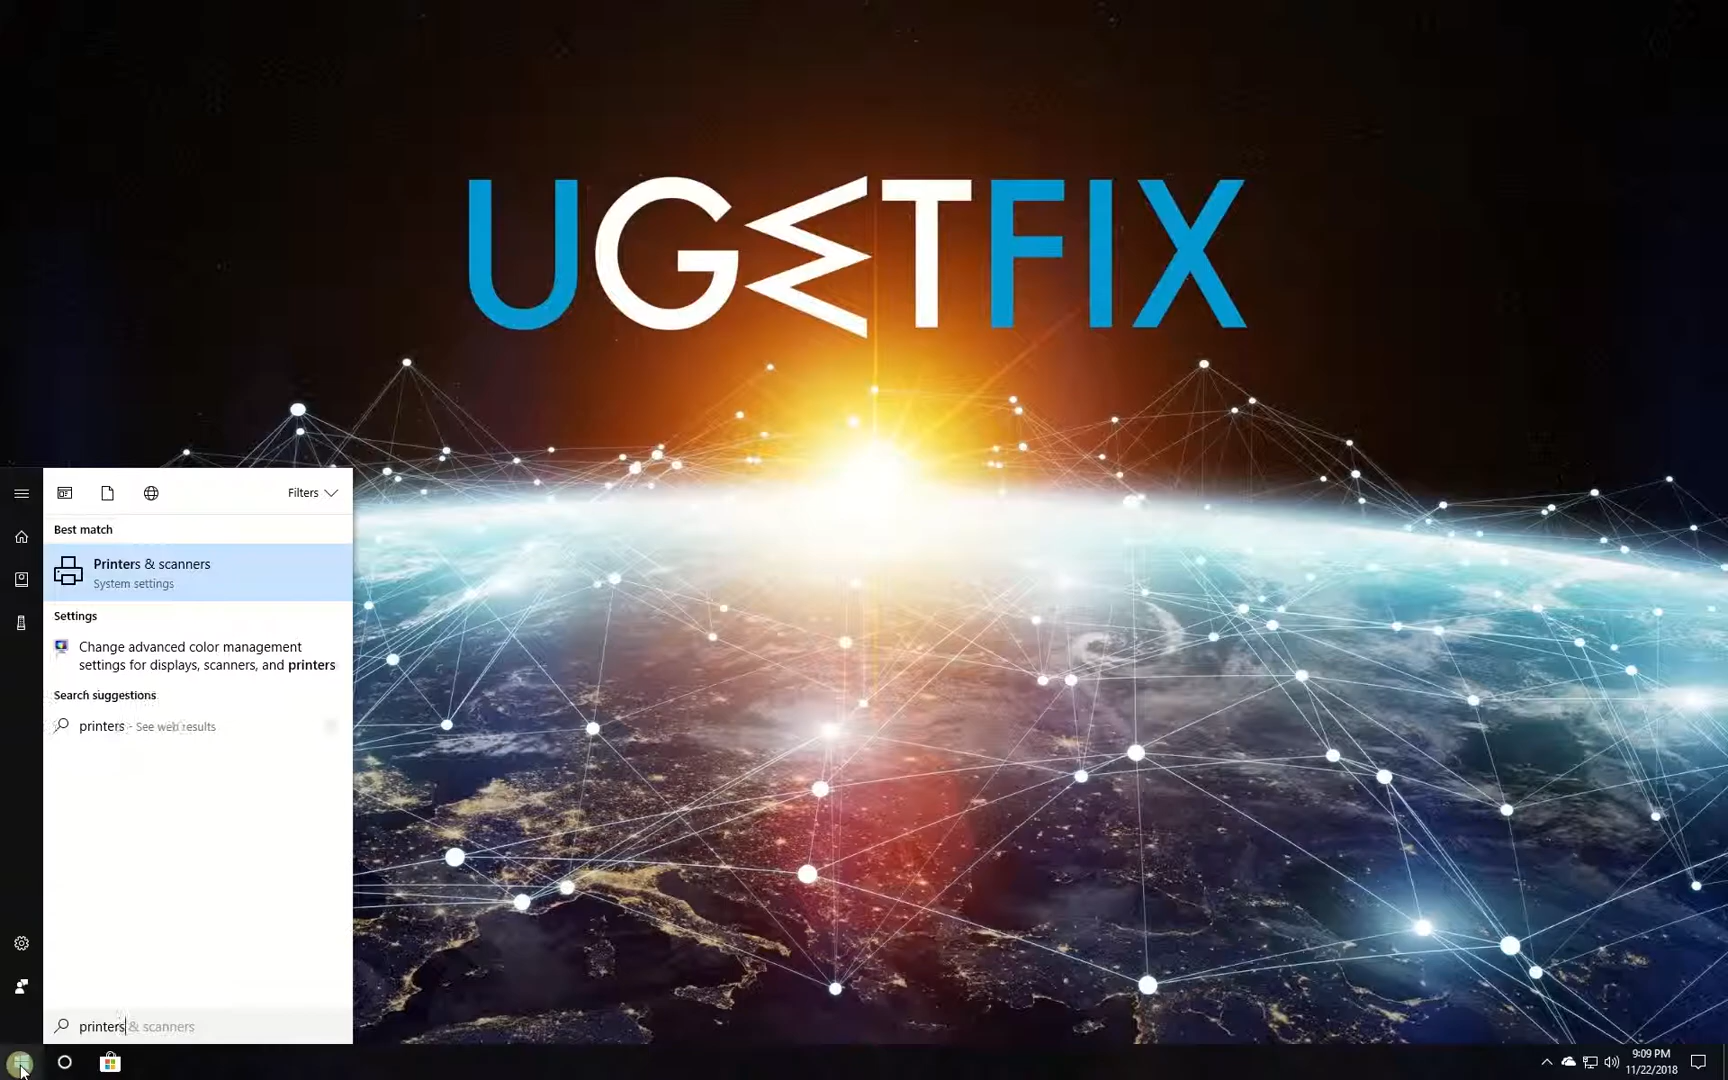 UGETFIX
Filters
Best match
Printers & scanners
System settings
Settings
Change advanced color management
settings for displays, scanners, and printers
Search suggestions
printers - See web results
printers & scanners
9:09 PM
11/22/2018